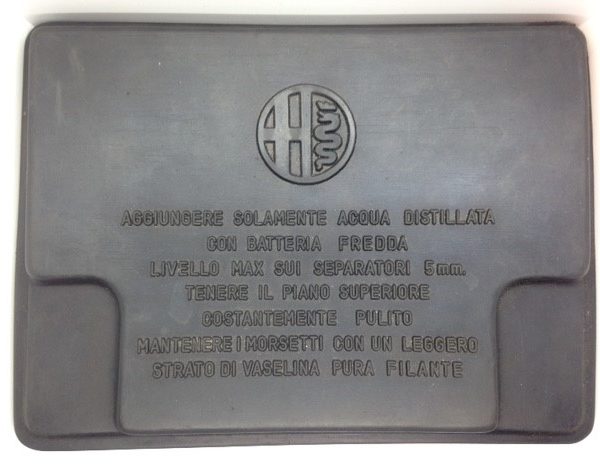 AGGIUNGERE SOLAMENTE ACQUA DISTILLATA
CON BATTERIA FREDDA
LIVELLO MAX SUI SEPARATORI 5mm.
TENERE IL PIANO SUPERIORE
COSTANTEMENTE PULITO
MANTENERE I MORSETTI CON UN LEGGERO
STRATO DI VASELINA PURA FILANTE